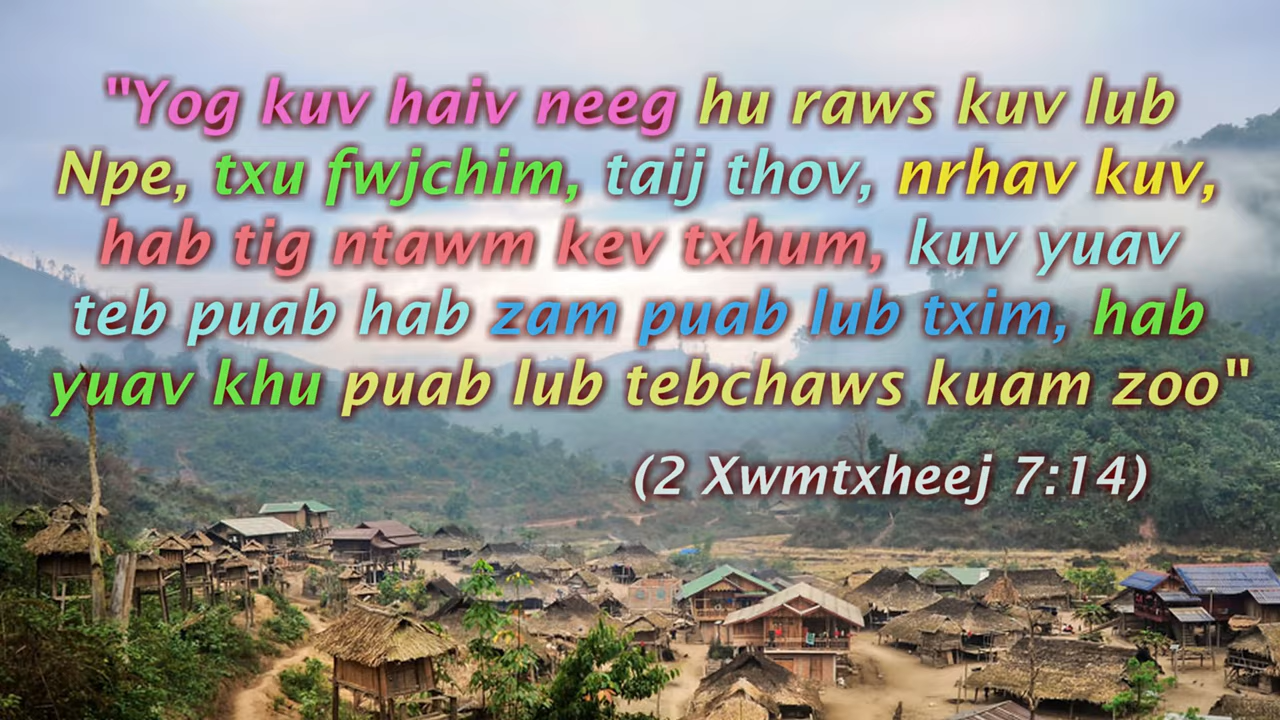 "Yog kuv haiv neeg hu raws kuv lub
Npe, txu fwjchim, taij thov, nrhav kuv,
hab tig ntawm kev txhum, kuv yuav
teb puab hab zam puab lub txim, hab
yuav khu puab lub tebchaws kuam zoo"
(2 Xwmtxheej 7:14)